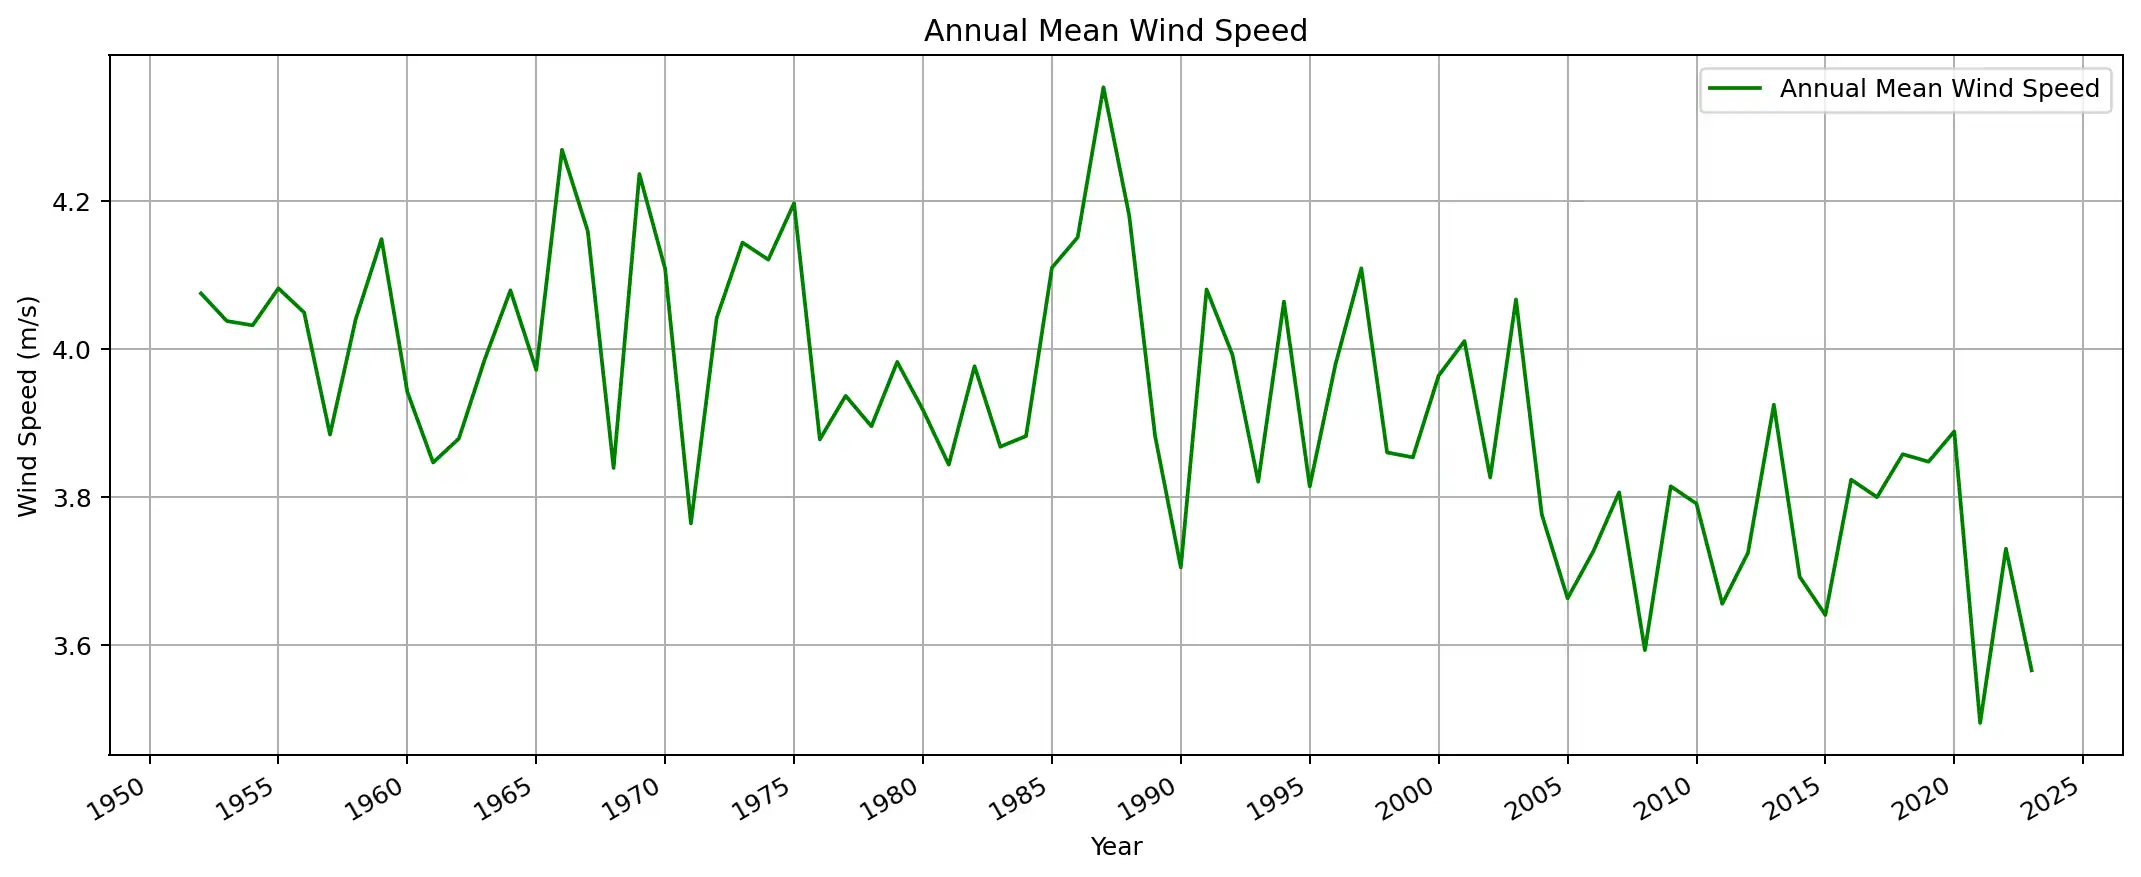 Annual Mean Wind Speed
Annual Mean Wind Speed
Wind Speed (m/s)
4.2
4.0
3.8
3.6
1950 1955 1960 1965 1970 1975 1980 1985 1990 1995 2000 2005 2010 2015 2020 2025
Year